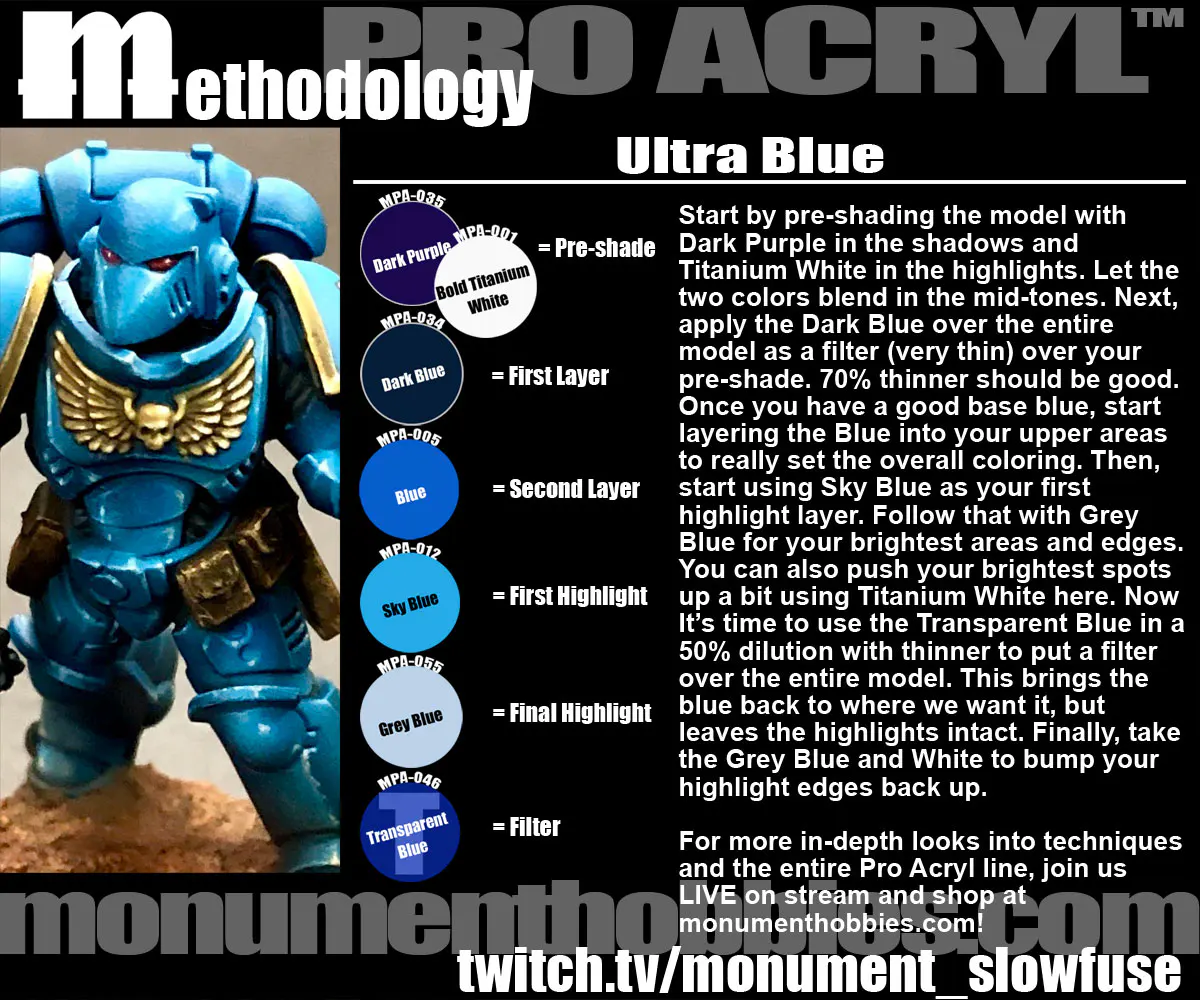 PRO ACRYL™
Methodology
Ultra Blue
MPA-035
Dark Purple
MPA-001
Bold Titanium
White
= Pre-shade
MPA-034
Dark Blue
= First Layer
MPA-005
Blue
= Second Layer
MPA-012
Sky Blue
= First Highlight
MPA-055
Grey Blue
= Final Highlight
MPA-046
T
Transparent
Blue
= Filter
Start by pre-shading the model with
Dark Purple in the shadows and
Titanium White in the highlights. Let the
two colors blend in the mid-tones. Next,
apply the Dark Blue over the entire
model as a filter (very thin) over your
pre-shade. 70% thinner should be good.
Once you have a good base blue, start
layering the Blue into your upper areas
to really set the overall coloring. Then,
start using Sky Blue as your first
highlight layer. Follow that with Grey
Blue for your brightest areas and edges.
You can also push your brightest spots
up a bit using Titanium White here. Now
It’s time to use the Transparent Blue in a
50% dilution with thinner to put a filter
over the entire model. This brings the
blue back to where we want it, but
leaves the highlights intact. Finally, take
the Grey Blue and White to bump your
highlight edges back up.
For more in-depth looks into techniques
and the entire Pro Acryl line, join us
LIVE on stream and shop at
monumenthobbies.com!
monumenthobbies.com
twitch.tv/monument_slowfuse